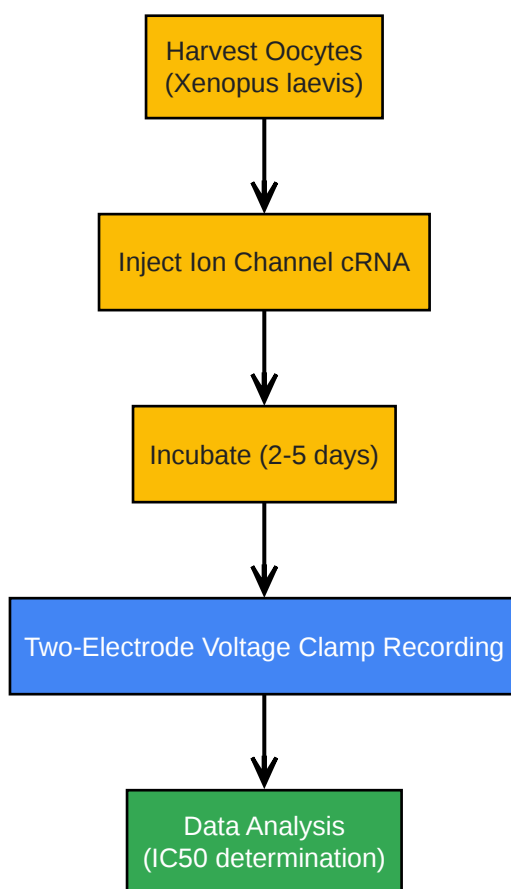 Harvest Oocytes
(Xenopus laevis)
Inject Ion Channel cRNA
Incubate (2-5 days)
Two-Electrode Voltage Clamp Recording
Data Analysis
(IC50 determination)